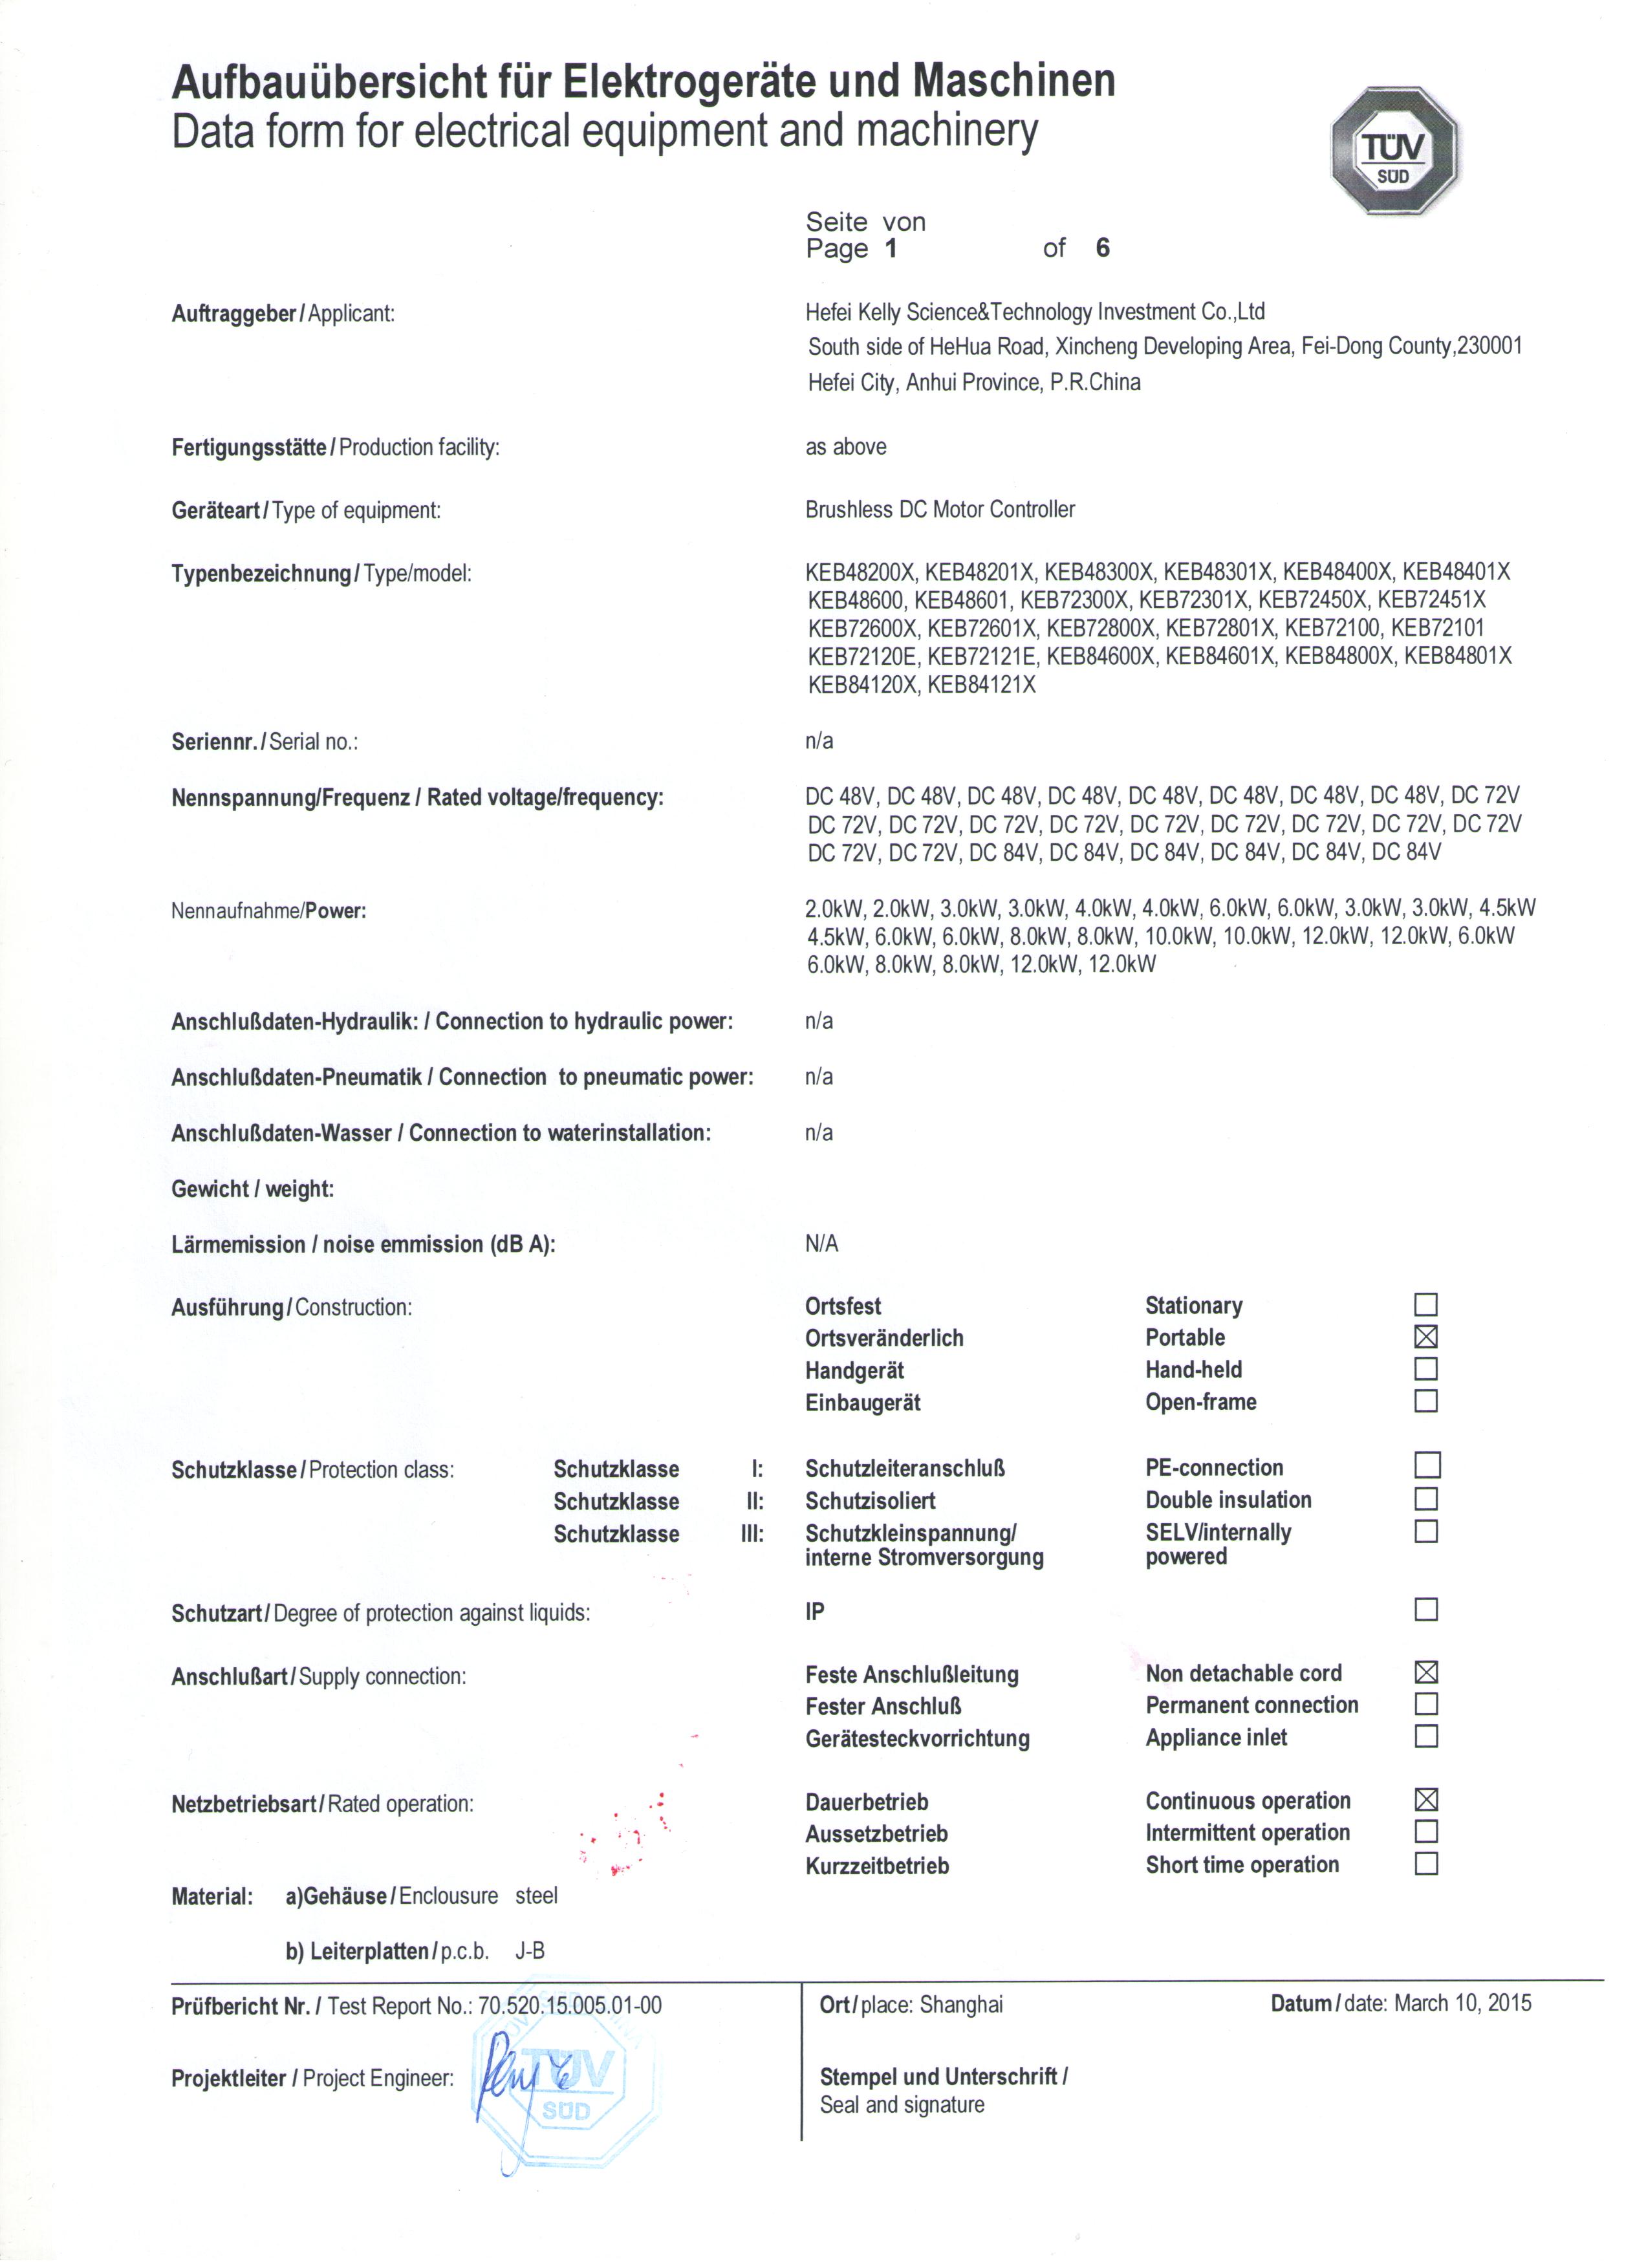 Aufbauübersicht für Elektrogeräte und Maschinen
Data form for electrical equipment and machinery
TÜV
SÜD
Seite von
Page 1 of 6
Auftraggeber/Applicant: Hefei Kelly Science&Technology Investment Co.,Ltd
South side of HeHua Road, Xincheng Developing Area, Fei-Dong County,230001
Hefei City, Anhui Province, P.R.China
Fertigungsstätte/Production facility: as above
Geräteart/Type of equipment: Brushless DC Motor Controller
Typenbezeichnung/Type/model: KEB48200X, KEB48201X, KEB48300X, KEB48301X, KEB48400X, KEB48401X
KEB48600, KEB48601, KEB72300X, KEB72301X, KEB72450X, KEB72451X
KEB72600X, KEB72601X, KEB72800X, KEB72801X, KEB72100, KEB72101
KEB72120E, KEB72121E, KEB84600X, KEB84601X, KEB84800X, KEB84801X
KEB84120X, KEB84121X
Seriennr./Serial no.: n/a
Nennspannung/Frequenz / Rated voltage/frequency: DC 48V, DC 48V, DC 48V, DC 48V, DC 48V, DC 48V, DC 48V, DC 48V, DC 72V
DC 72V, DC 72V, DC 72V, DC 72V, DC 72V, DC 72V, DC 72V, DC 72V, DC 72V
DC 72V, DC 72V, DC 84V, DC 84V, DC 84V, DC 84V, DC 84V, DC 84V
Nennaufnahme/Power: 2.0kW, 2.0kW, 3.0kW, 3.0kW, 4.0kW, 4.0kW, 6.0kW, 6.0kW, 3.0kW, 3.0kW, 4.5kW
4.5kW, 6.0kW, 6.0kW, 8.0kW, 8.0kW, 10.0kW, 10.0kW, 12.0kW, 12.0kW, 6.0kW
6.0kW, 8.0kW, 8.0kW, 12.0kW, 12.0kW
Anschlußdaten-Hydraulik: / Connection to hydraulic power: n/a
Anschlußdaten-Pneumatik / Connection to pneumatic power: n/a
Anschlußdaten-Wasser / Connection to waterinstallation: n/a
Gewicht / weight:
Lärmemission / noise emmission (dB A): N/A
Ausführung/Construction: Ortsfest Stationary ☐
Ortsveränderlich Portable ☒
Handgerät Hand-held ☐
Einbaugerät Open-frame ☐
Schutzklasse/Protection class: Schutzklasse I: Schutzleiteranschluß PE-connection ☐
Schutzklasse II: Schutzisoliert Double insulation ☐
Schutzklasse III: Schutzkleinspannung/ SELV/internally ☐
interne Stromversorgung powered
Schutzart/Degree of protection against liquids: IP ☐
Anschlußart/Supply connection: Feste Anschlußleitung Non detachable cord ☒
Fester Anschluß Permanent connection ☐
Gerätesteckvorrichtung Appliance inlet ☐
Netzbetriebsart/Rated operation: Dauerbetrieb Continuous operation ☒
Aussetzbetrieb Intermittent operation ☐
Kurzzeitbetrieb Short time operation ☐
Material: a)Gehäuse/Enclousure steel
b) Leiterplatten/p.c.b. J-B
Prüfbericht Nr. / Test Report No.: 70.520.15.005.01-00
Ort/place: Shanghai
Datum/date: March 10, 2015
Projektleiter / Project Engineer:
TÜV
SÜD
Stempel und Unterschrift /
Seal and signature